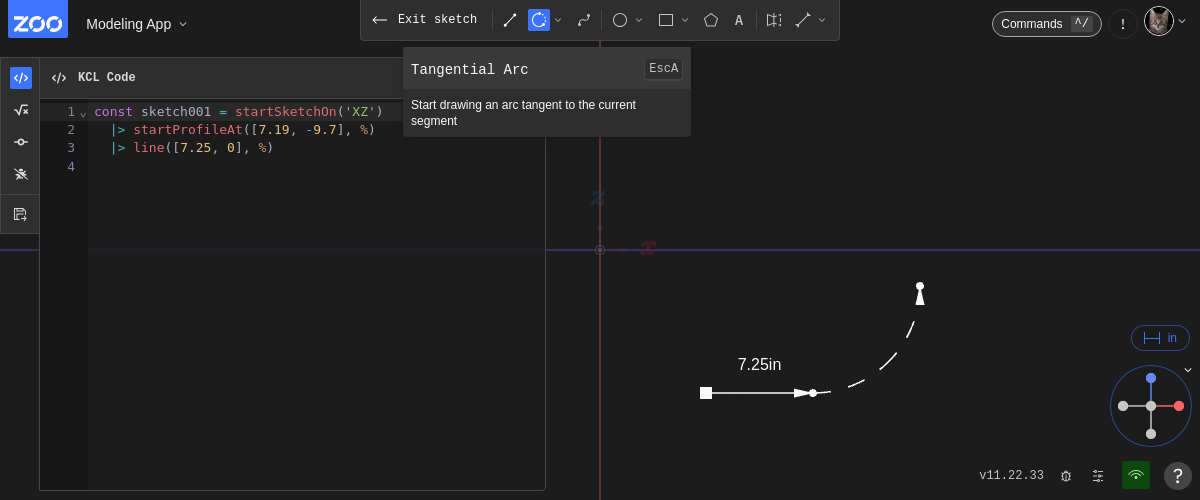 ZOO
Modeling App
Exit sketch
A
Commands ^/
!
Tangential Arc
EscA
Start drawing an arc tangent to the current
segment
KCL Code
1 const sketch001 = startSketchOn('XZ')
2 |> startProfileAt([7.19, -9.7], %)
3 |> line([7.25, 0], %)
4
z
x
7.25in
in
v11.22.33
?